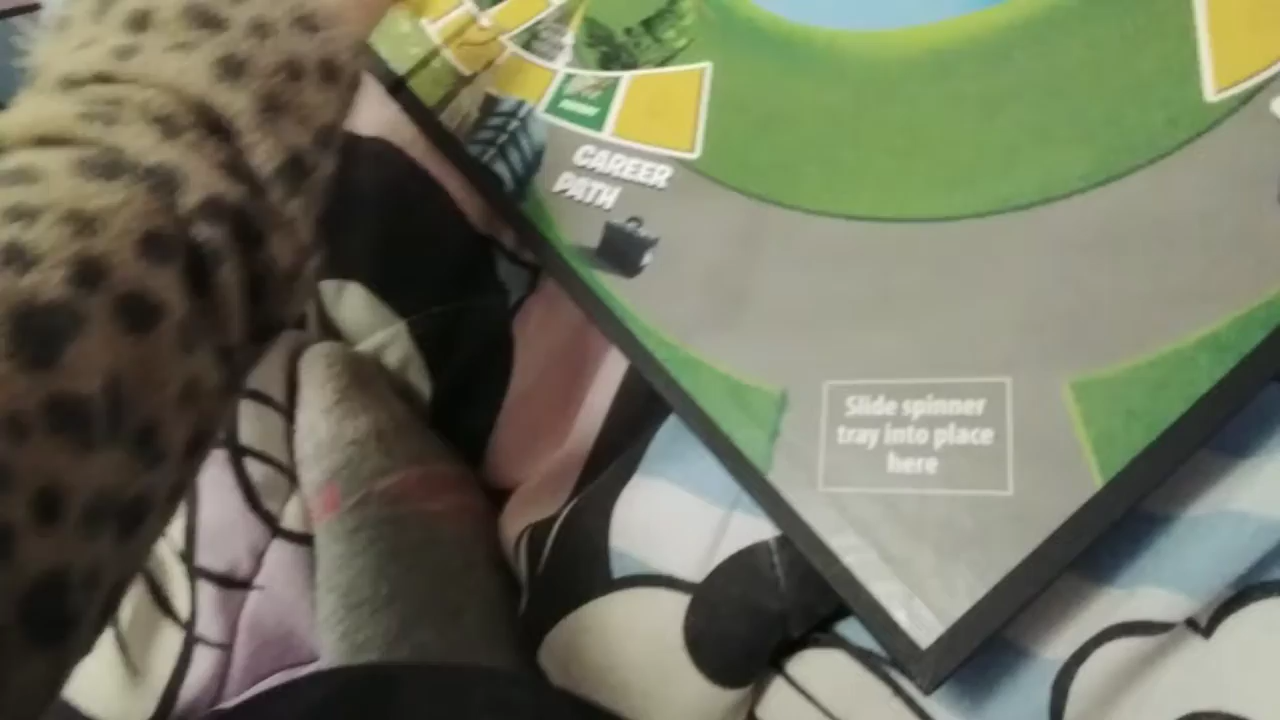 CAREER
PATH
Slide spinner
tray into place
here